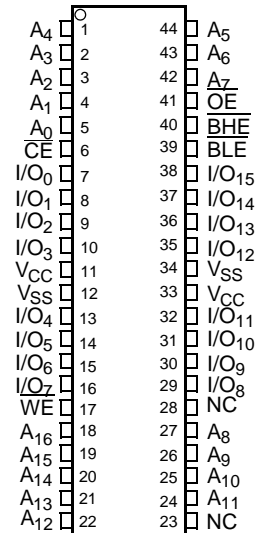 A4 1 44 A5
A3 2 43 A6
A2 3 42 A7
A1 4 41 OE
A0 5 40 BHE
CE 6 39 BLE
I/O0 7 38 I/O15
I/O1 8 37 I/O14
I/O2 9 36 I/O13
I/O3 10 35 I/O12
VCC 11 34 VSS
VSS 12 33 VCC
I/O4 13 32 I/O11
I/O5 14 31 I/O10
I/O6 15 30 I/O9
I/O7 16 29 I/O8
WE 17 28 NC
A16 18 27 A8
A15 19 26 A9
A14 20 25 A10
A13 21 24 A11
A12 22 23 NC